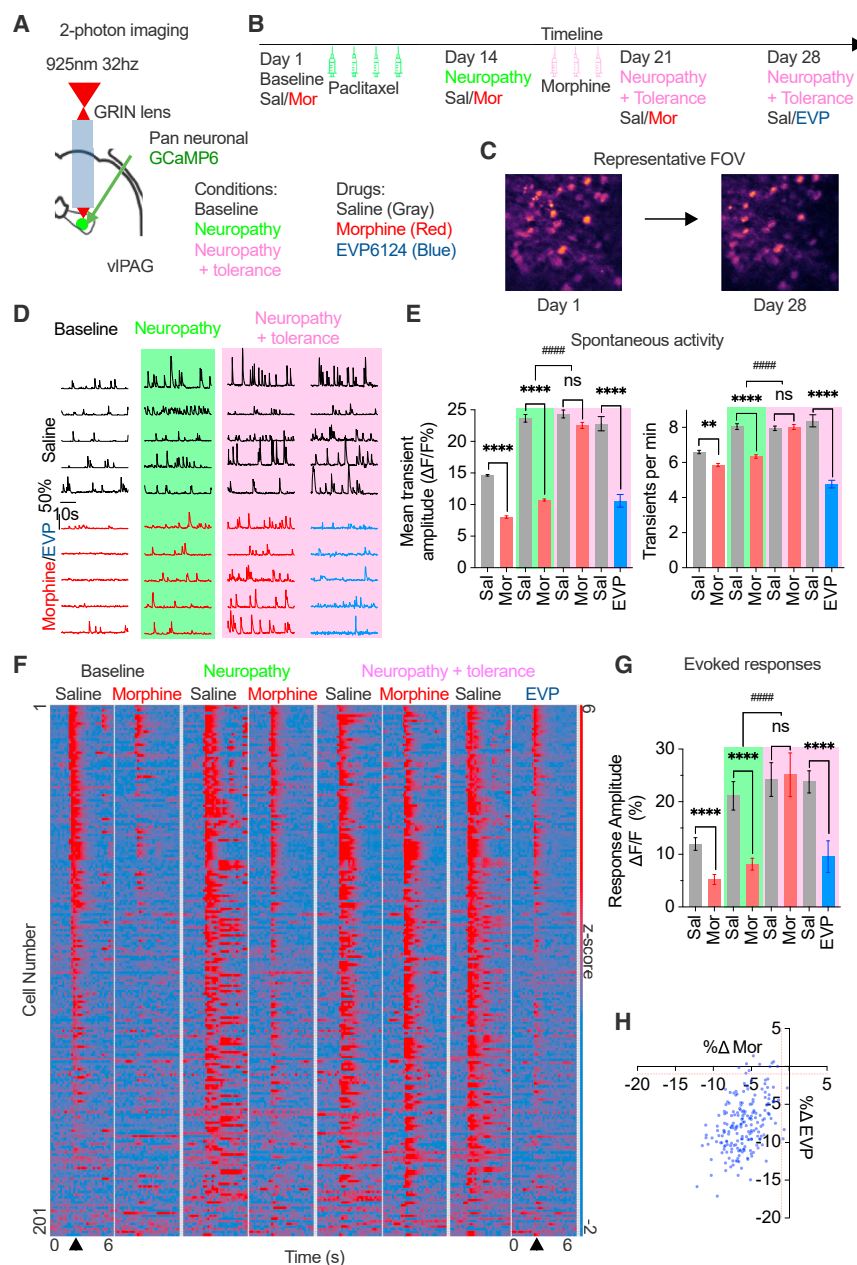 A
2-photon imaging
925nm 32hz
GRIN lens
Pan neuronal
GCaMP6
vlPAG
Conditions:
Baseline
Neuropathy
Neuropathy
+ tolerance
Drugs:
Saline (Gray)
Morphine (Red)
EVP6124 (Blue)
B
Timeline
Day 1
Baseline
Sal/Mor
Paclitaxel
Day 14
Neuropathy
Sal/Mor
Morphine
Day 21
Neuropathy
+ Tolerance
Sal/Mor
Day 28
Neuropathy
+ Tolerance
Sal/EVP
C
Representative FOV
Day 1
Day 28
D
Baseline
Neuropathy
Neuropathy
+ tolerance
Saline
50%
10s
Morphine/EVP
E
Spontaneous activity
####
**** **** ns ****
Mean transient
amplitude (ΔF/F%)
25
20
15
10
5
0
Sal Mor Sal Mor Sal Mor Sal EVP
####
** **** ns ****
Transients per min
8
6
4
2
0
Sal Mor Sal Mor Sal Mor Sal EVP
F
Baseline
Neuropathy
Neuropathy + tolerance
Saline Morphine Saline Morphine Saline Morphine Saline EVP
1
Cell Number
201
6
z-score
-2
0 6
Time (s)
0 6
G
Evoked responses
####
**** **** ns ****
Response Amplitude
ΔF/F (%)
30
25
20
15
10
5
0
Sal Mor Sal Mor Sal Mor Sal EVP
H
%Δ Mor
-20 -15 -10 -5 5
%Δ EVP
5
-5
-10
-15
-20